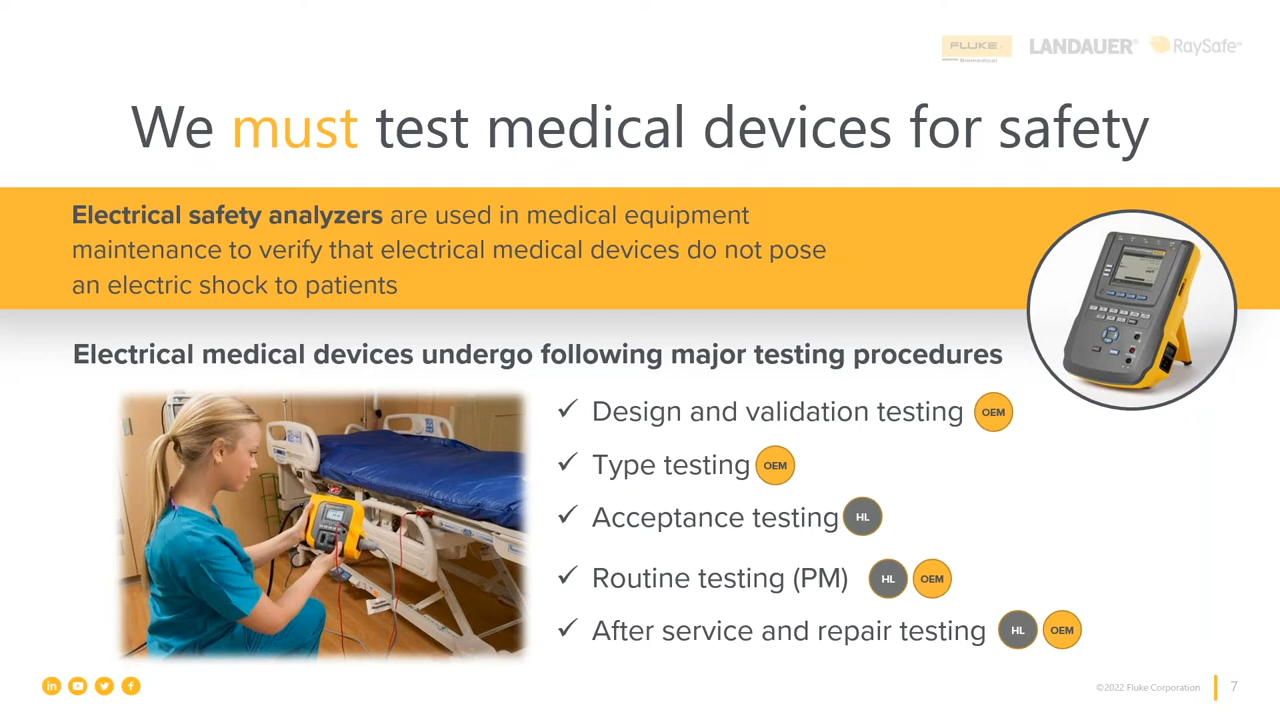 FLUKE
Biomedical
LANDAUER®
RaySafe™
We must test medical devices for safety
Electrical safety analyzers are used in medical equipment
maintenance to verify that electrical medical devices do not pose
an electric shock to patients
Electrical medical devices undergo following major testing procedures
✓ Design and validation testing OEM
✓ Type testing OEM
✓ Acceptance testing HL
✓ Routine testing (PM) HL OEM
✓ After service and repair testing HL OEM
©2022 Fluke Corporation
7